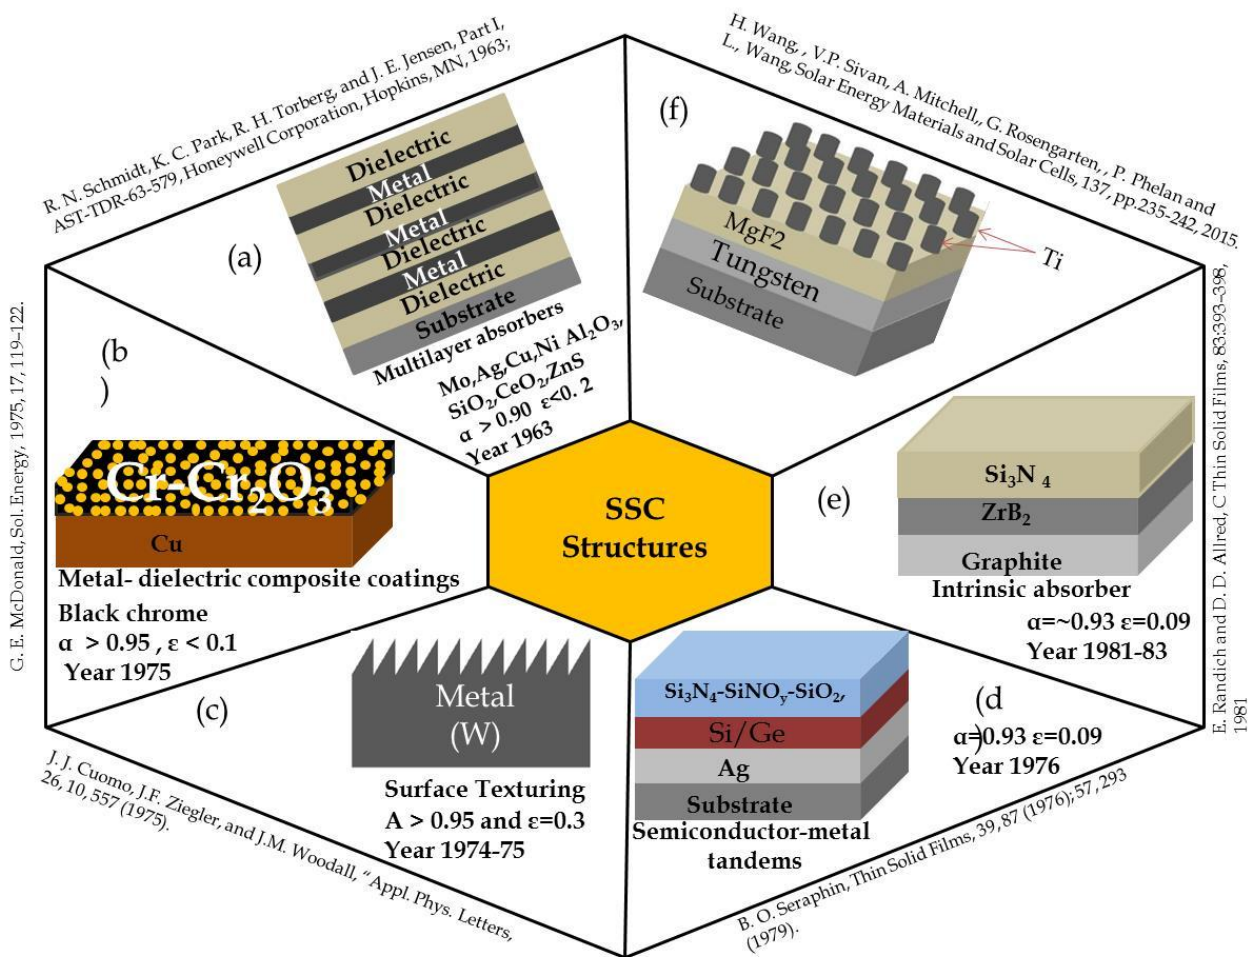 R. N. Schmidt, K. C. Park, R. H. Torberg, and J. E. Jensen, Part I,
AST-TDR-63-579, Honeywell Corporation, Hopkins, MN, 1963;
(a)
Dielectric
Metal
Dielectric
Metal
Dielectric
Metal
Dielectric
Substrate
Multilayer absorbers
Mo,Ag,Cu,Ni Al₂O₃,
SiO₂,CeO₂,ZnS
α > 0.90 ε<0. 2
Year 1963
H. Wang, , V.P. Sivan, A. Mitchell,, G. Rosengarten,, P. Phelan and
L., Wang, Solar Energy Materials and Solar Cells, 137, pp.235-242, 2015.
(f)
MgF2
Tungsten
Substrate
Ti
G. E. McDonald, Sol. Energy, 1975, 17, 119–122.
(b
)
Cr-Cr₂O₃
Cu
Metal- dielectric composite coatings
Black chrome
α > 0.95 , ε < 0.1
Year 1975
SSC
Structures
(e)
Si₃N ₄
ZrB₂
Graphite
Intrinsic absorber
α=~0.93 ε=0.09
Year 1981-83
E. Randich and D. D. Allred, C Thin Solid Films, 83:393–398,
1981
(c)
Metal
(W)
Surface Texturing
A > 0.95 and ε=0.3
Year 1974-75
J. J. Cuomo, J.F. Ziegler, and J.M. Woodall, “ Appl. Phys. Letters,
26, 10, 557 (1975).
Si₃N₄-SiNOᵧ-SiO₂,
Si/Ge
Ag
Substrate
Semiconductor-metal
tandems
(d
)
α=0.93 ε=0.09
Year 1976
B. O. Seraphin, Thin Solid Films, 39, 87 (1976); 57, 293
(1979).